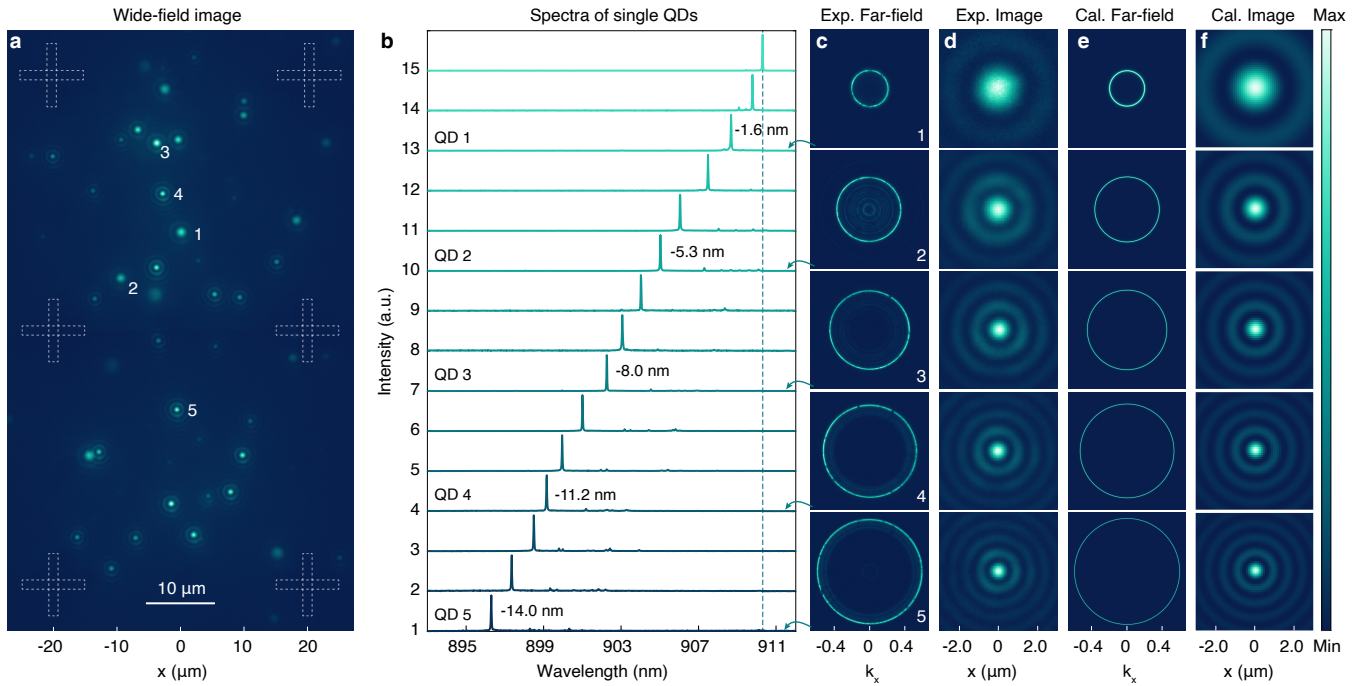 Wide-field image
Spectra of single QDs
Exp. Far-field
Exp. Image
Cal. Far-field
Cal. Image
Max
a
3
4
1
2
5
10 μm
-20 -10 0 10 20
x (μm)
b
Intensity (a.u.)
15
14
QD 1
-1.6 nm
13
12
11
QD 2
-5.3 nm
10
9
8
QD 3
-8.0 nm
7
6
5
QD 4
-11.2 nm
4
3
2
QD 5
-14.0 nm
1
895 899 903 907 911
Wavelength (nm)
c
1
2
3
4
5
-0.4 0.4
kx
d
-2.0 2.0
x (μm)
e
-0.4 0.4
kx
f
-2.0 2.0
x (μm)
Min